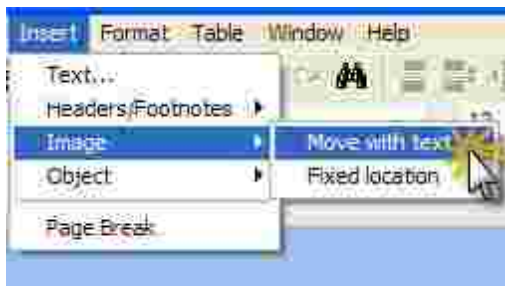 Insert Format Table Window Help
Text...
Headers/Footnotes
Image
Move with text
Object
Fixed location
Page Break